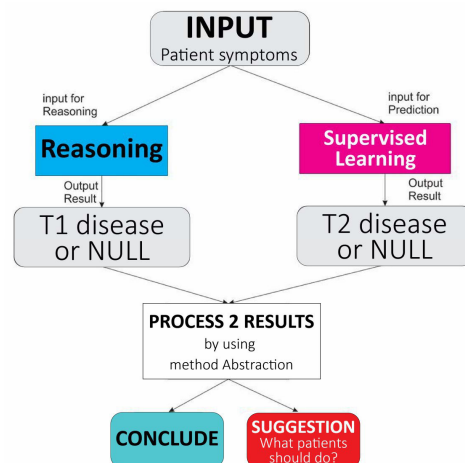 INPUT
Patient symptoms
input for
Reasoning
input for
Prediction
Reasoning
Supervised
Learning
Output
Result
Output
Result
T1 disease
or NULL
T2 disease
or NULL
PROCESS 2 RESULTS
by using
method Abstraction
CONCLUDE
SUGGESTION
What patients
should do?